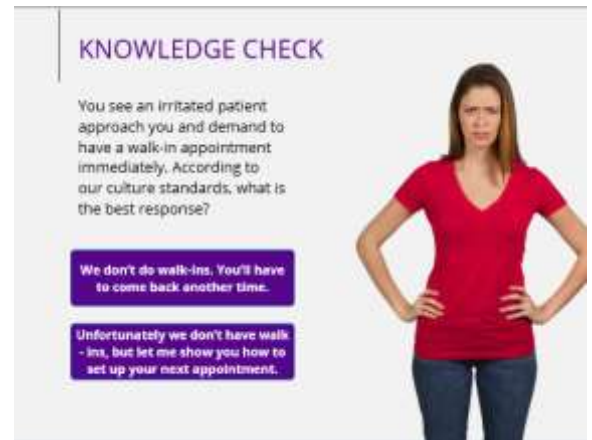 KNOWLEDGE CHECK
You see an irritated patient
approach you and demand to
have a walk-in appointment
immediately. According to
our culture standards, what is
the best response?
We don't do walk-ins. You'll have
to come back another time.
Unfortunately we don't have walk
- ins, but let me show you how to
set up your next appointment.